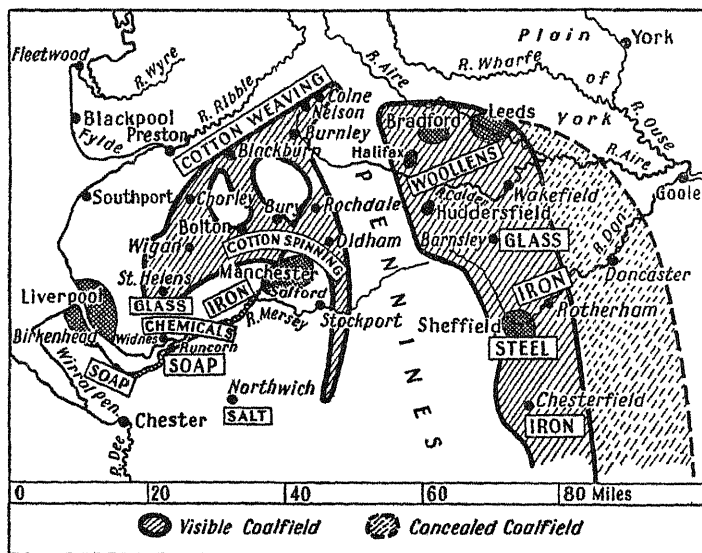 Fleetwood
R. Wyre
Blackpool
Fylde
Preston
R. Ribble
COTTON WEAVING
Colne
Nelson
Burnley
Blackburn
R. Aire
R. Wharfe
Plain
of
York
York
R. Ouse
R. Aire
Goole
Bradford
Leeds
Halifax
WOOLLENS
R. Calder
Wakefield
Huddersfield
Barnsley
GLASS
R. Don
Doncaster
IRON
Rotherham
Sheffield
STEEL
Chesterfield
IRON
PENNINES
Southport
Chorley
Bolton
Bury
Rochdale
Wigan
COTTON SPINNING
Oldham
St. Helens
GLASS
IRON
Manchester
Salford
Stockport
R. Mersey
Liverpool
Birkenhead
CHEMICALS
Widnes
Runcorn
SOAP
SOAP
Wirral Pen.
Northwich
SALT
Chester
R. Dee
0 20 40 60 80 Miles
Visible Coalfield Concealed Coalfield